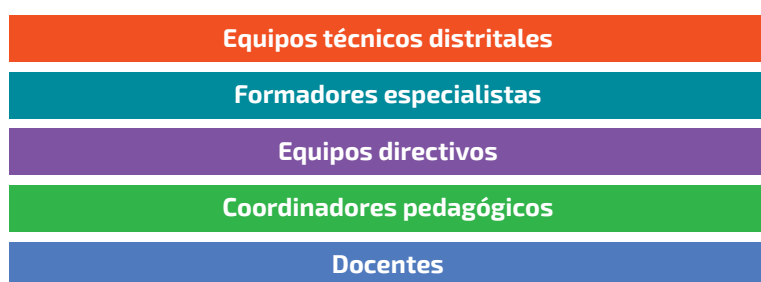 Equipos técnicos distritales
Formadores especialistas
Equipos directivos
Coordinadores pedagógicos
Docentes